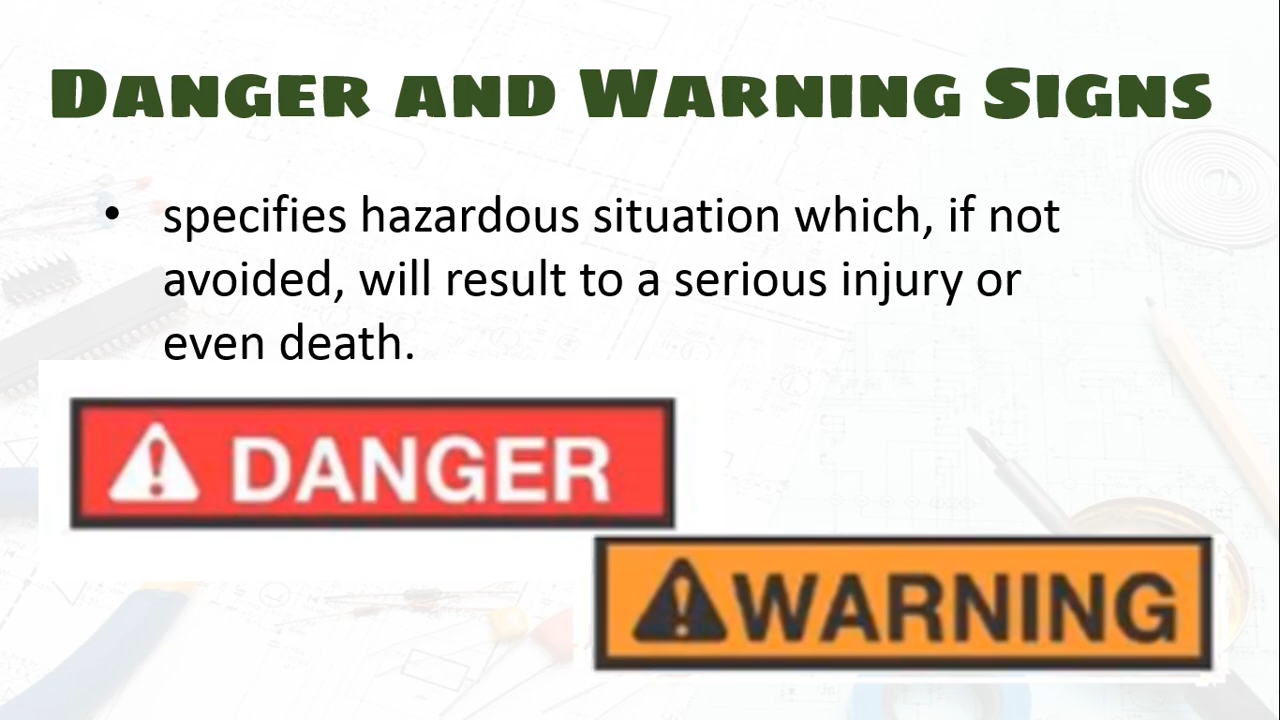 DANGER AND WARNING SIGNS
• specifies hazardous situation which, if not
avoided, will result to a serious injury or
even death.
DANGER
WARNING